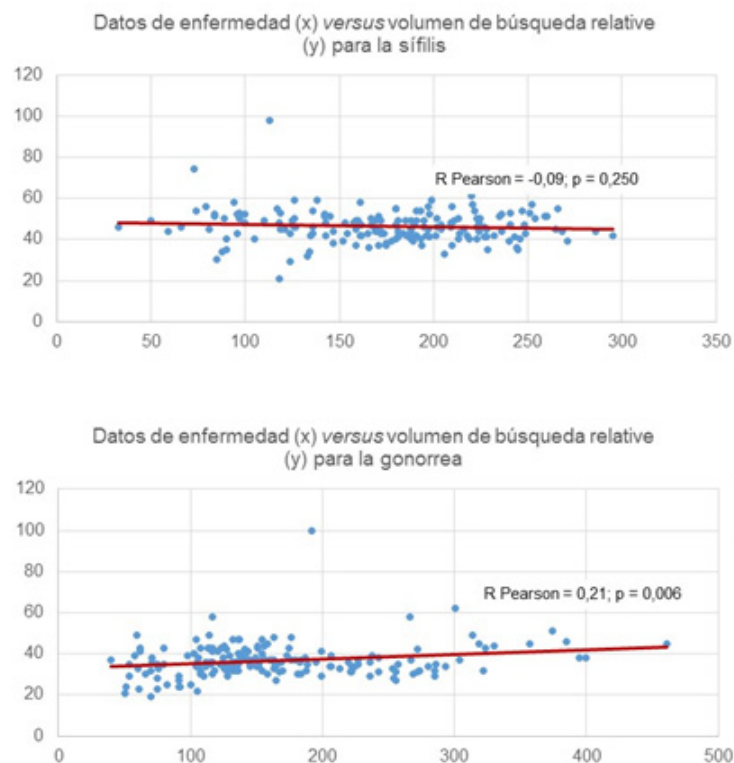 Datos de enfermedad (x) versus volumen de búsqueda relative
(y) para la sífilis
120
100
80
60
40
20
0
R Pearson = -0,09; p = 0,250
0 50 100 150 200 250 300 350
Datos de enfermedad (x) versus volumen de búsqueda relative
(y) para la gonorrea
120
100
80
60
40
20
0
R Pearson = 0,21; p = 0,006
0 100 200 300 400 500